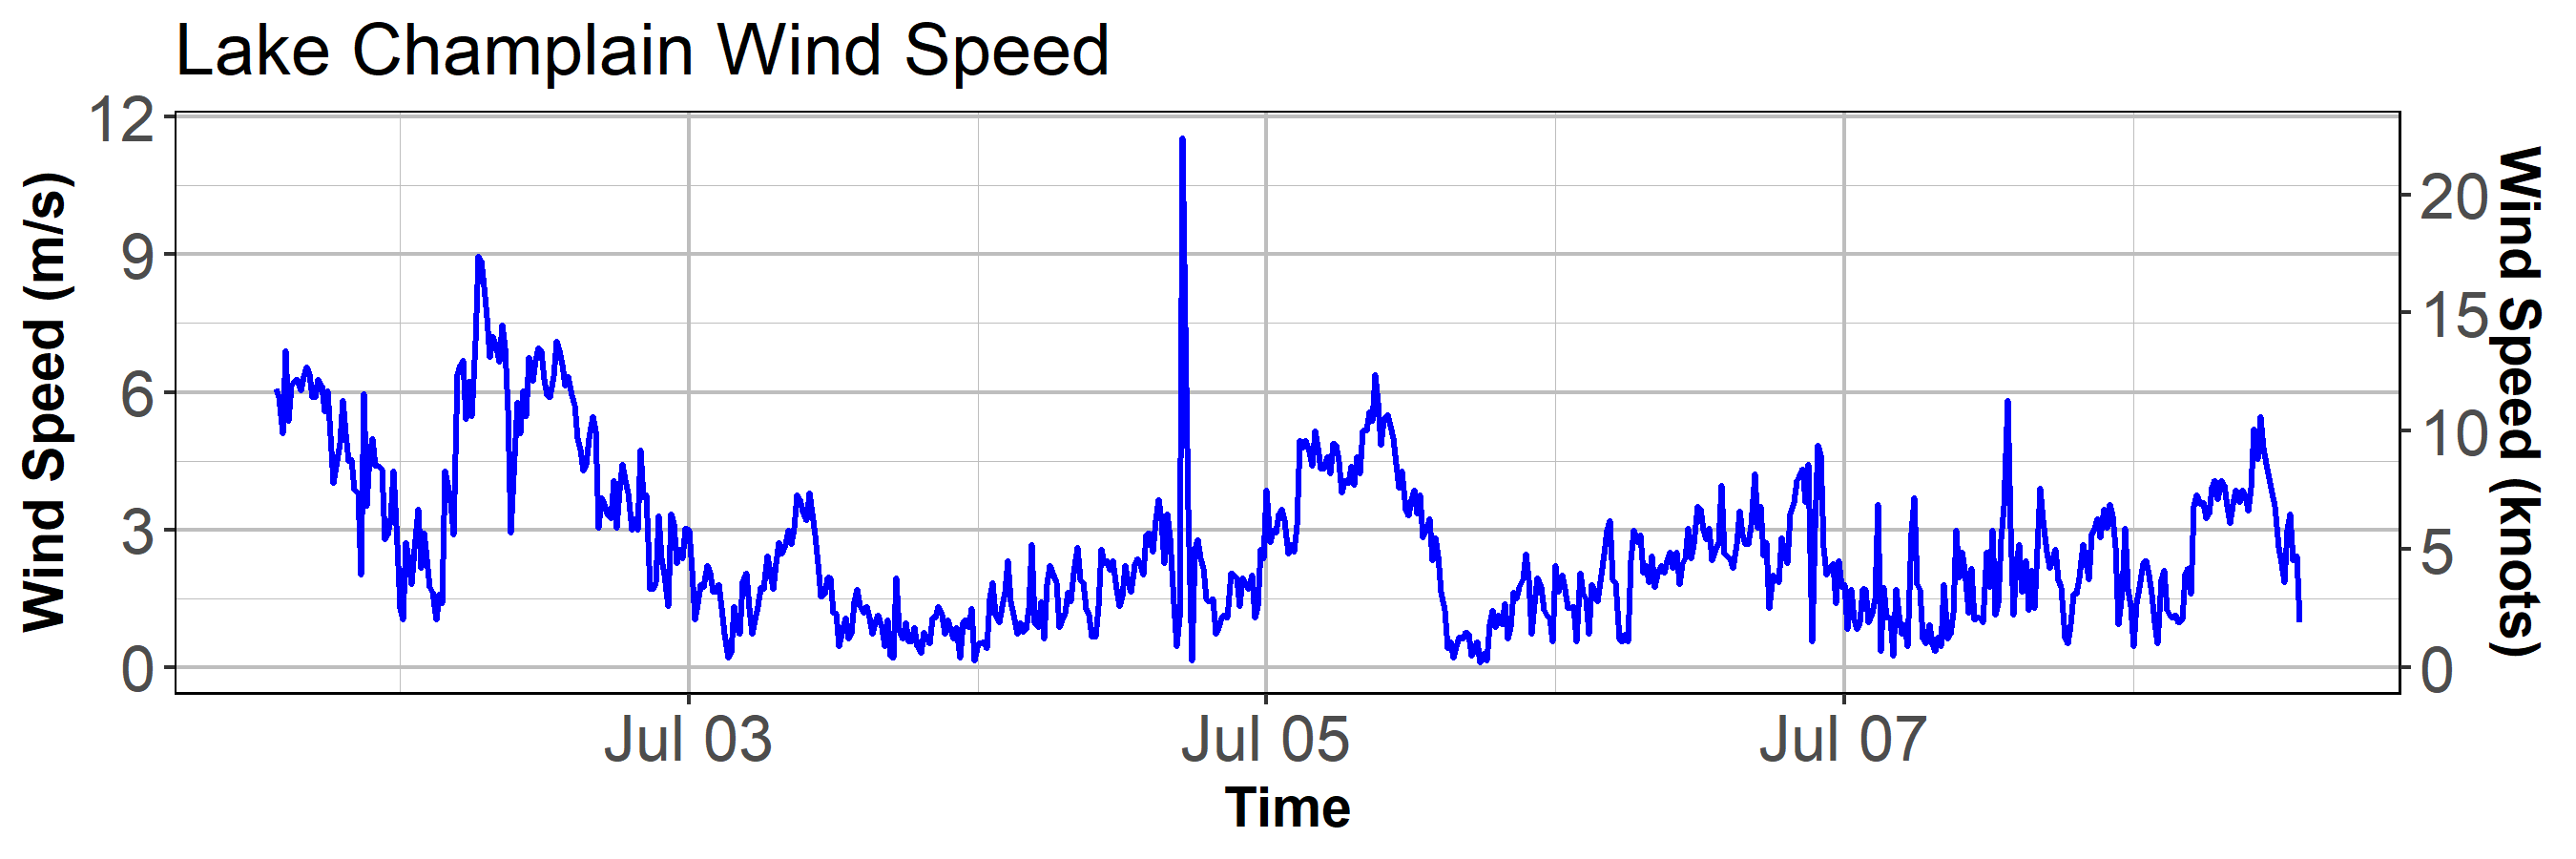 Lake Champlain Wind Speed
12
9
6
3
0
Wind Speed (m/s)
20
15
10
5
0
Wind Speed (knots)
Jul 03
Jul 05
Jul 07
Time